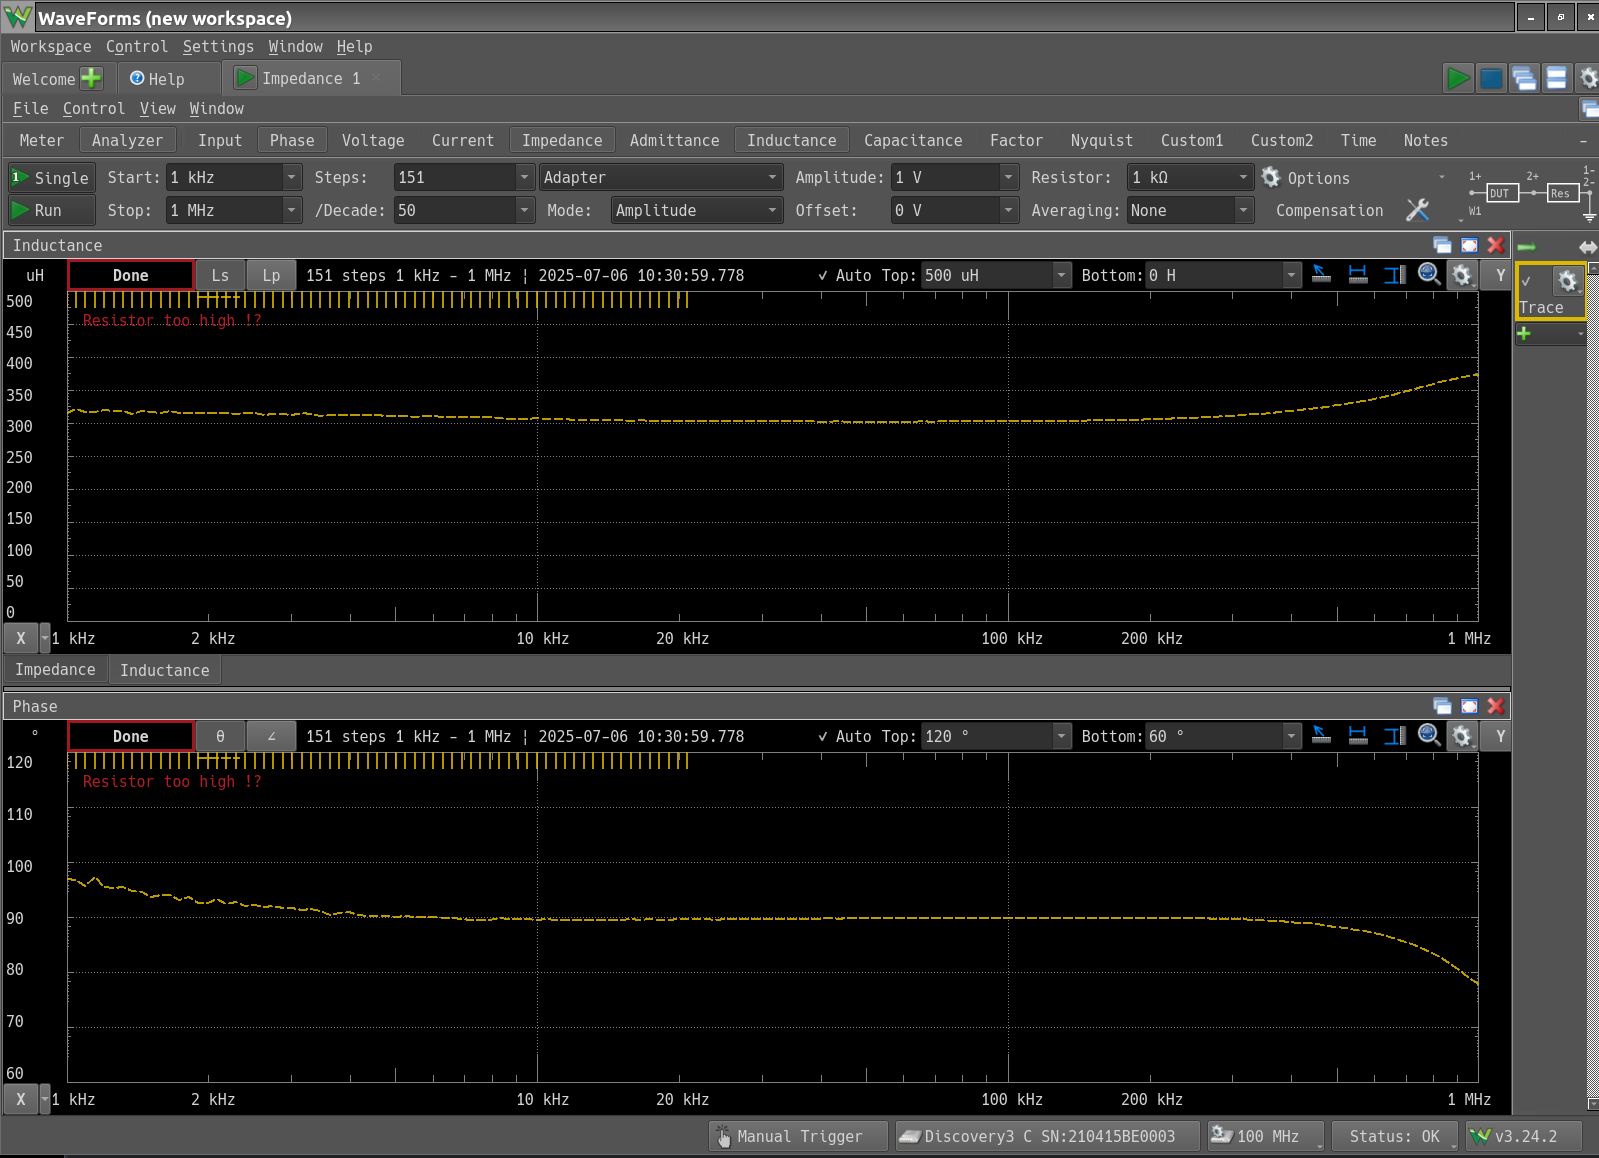 WaveForms (new workspace)
Workspace Control Settings Window Help
Welcome Help Impedance 1
File Control View Window
Meter Analyzer Input Phase Voltage Current Impedance Admittance Inductance Capacitance Factor Nyquist Custom1 Custom2 Time Notes
Single Start: 1 kHz Steps: 151 Adapter Amplitude: 1 V Resistor: 1 kΩ Options
Run Stop: 1 MHz /Decade: 50 Mode: Amplitude Offset: 0 V Averaging: None Compensation
1+ 2+ 1-
2-
DUT Res
W1
Inductance
uH Done Ls Lp 151 steps 1 kHz - 1 MHz ¦ 2025-07-06 10:30:59.778 ✓ Auto Top: 500 uH Bottom: 0 H Y
Trace
Resistor too high !?
500
450
400
350
300
250
200
150
100
50
0
X 1 kHz 2 kHz 10 kHz 20 kHz 100 kHz 200 kHz 1 MHz
Impedance Inductance
Phase
° Done θ ∠ 151 steps 1 kHz - 1 MHz ¦ 2025-07-06 10:30:59.778 ✓ Auto Top: 120 ° Bottom: 60 ° Y
Resistor too high !?
120
110
100
90
80
70
60
X 1 kHz 2 kHz 10 kHz 20 kHz 100 kHz 200 kHz 1 MHz
Manual Trigger Discovery3 C SN:210415BE0003 100 MHz Status: OK v3.24.2